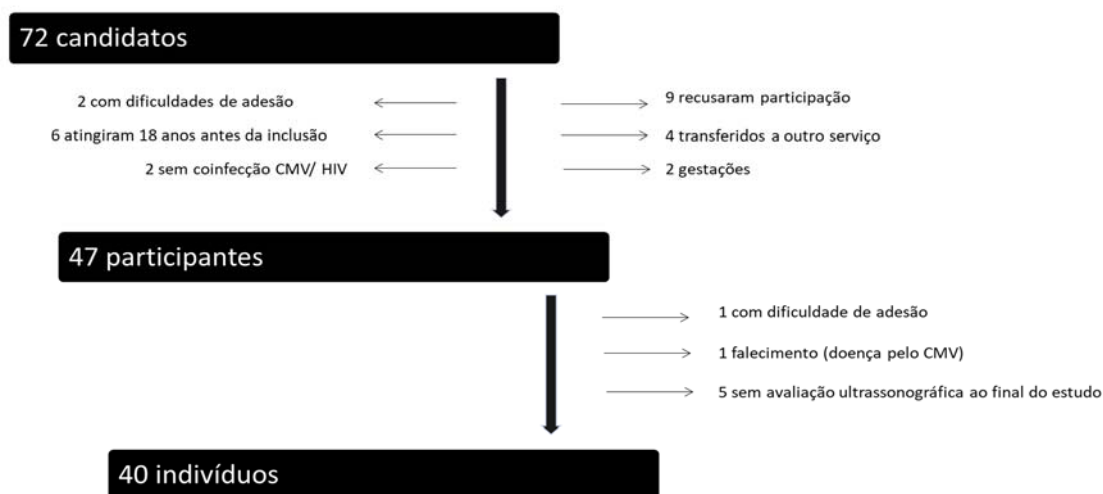 72 candidatos
2 com dificuldades de adesão
9 recusaram participação
6 atingiram 18 anos antes da inclusão
4 transferidos a outro serviço
2 sem coinfecção CMV/ HIV
2 gestações
47 participantes
1 com dificuldade de adesão
1 falecimento (doença pelo CMV)
5 sem avaliação ultrassonográfica ao final do estudo
40 indivíduos